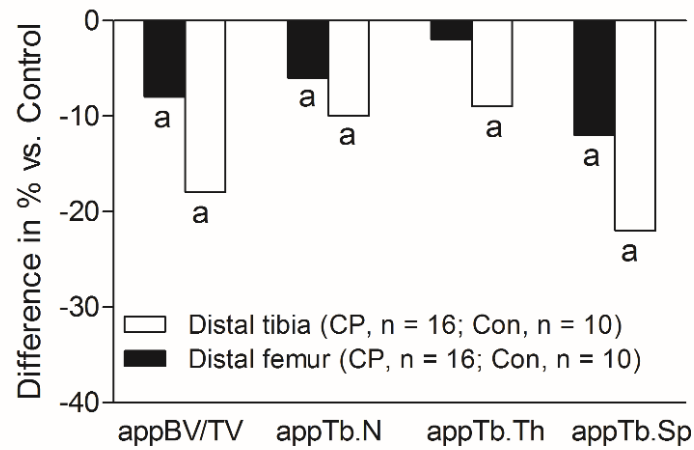 Difference in % vs. Control
0
-10
-20
-30
-40
a
a
a
a
a
a
a
Distal tibia (CP, n = 16; Con, n = 10)
Distal femur (CP, n = 16; Con, n = 10)
appBV/TV
appTb.N
appTb.Th
appTb.Sp